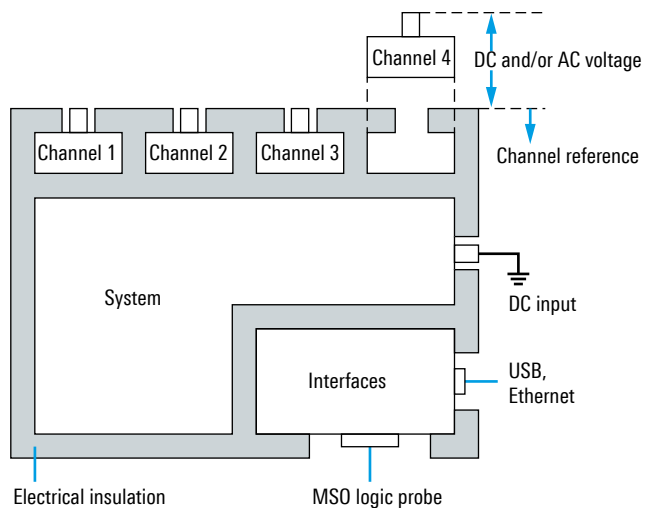 Channel 4
DC and/or AC voltage
Channel 1
Channel 2
Channel 3
Channel reference
System
DC input
Interfaces
USB,
Ethernet
Electrical insulation
MSO logic probe